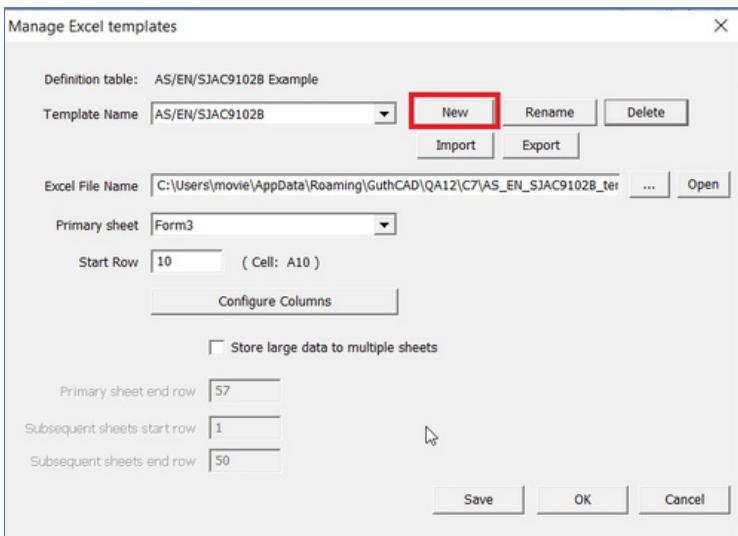 Manage Excel templates
Definition table: AS/EN/SJAC9102B Example
Template Name AS/EN/SJAC9102B New Rename Delete
Import Export
Excel File Name C:\Users\movie\AppData\Roaming\GuthCAD\QA12\C7\AS_EN_SJAC9102B_ter ... Open
Primary sheet Form3
Start Row 10 ( Cell: A10 )
Configure Columns
Store large data to multiple sheets
Primary sheet end row 57
Subsequent sheets start row 1
Subsequent sheets end row 50
Save OK Cancel